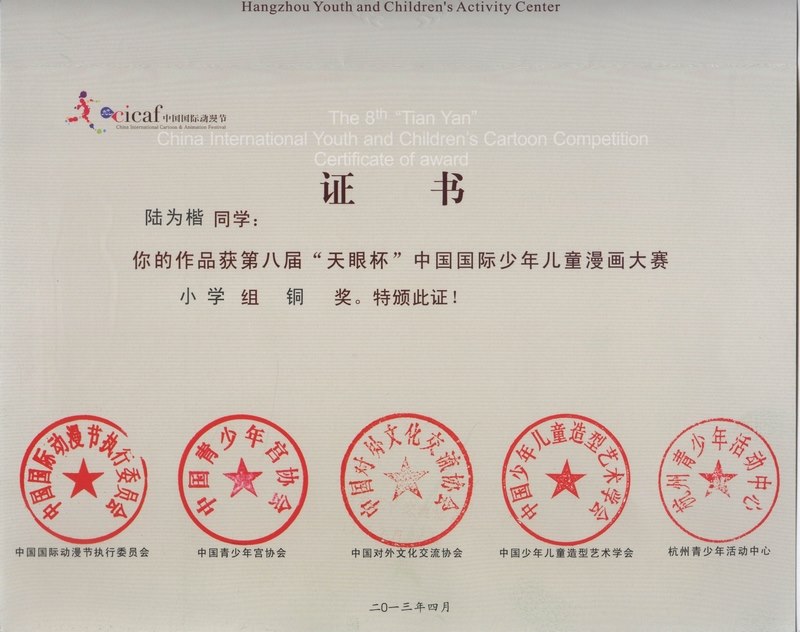 Hangzhou Youth and Children's Activity Center
cicaf 中国国际动漫节
China International Cartoon & Animation Festival
The 8th "Tian Yan"
China International Youth and Children's Cartoon Competition
Certificate of award
证 书
陆为楷 同学：
你的作品获第八届“天眼杯”中国国际少年儿童漫画大赛
小学 组 铜 奖。特颁此证！
中国国际动漫节执行委员会
中国青少年宫协会
中国对外文化交流协会
中国少年儿童造型艺术学会
杭州青少年活动中心
中国国际动漫节执行委员会
中国青少年宫协会
中国对外文化交流协会
中国少年儿童造型艺术学会
杭州青少年活动中心
二〇一三年四月